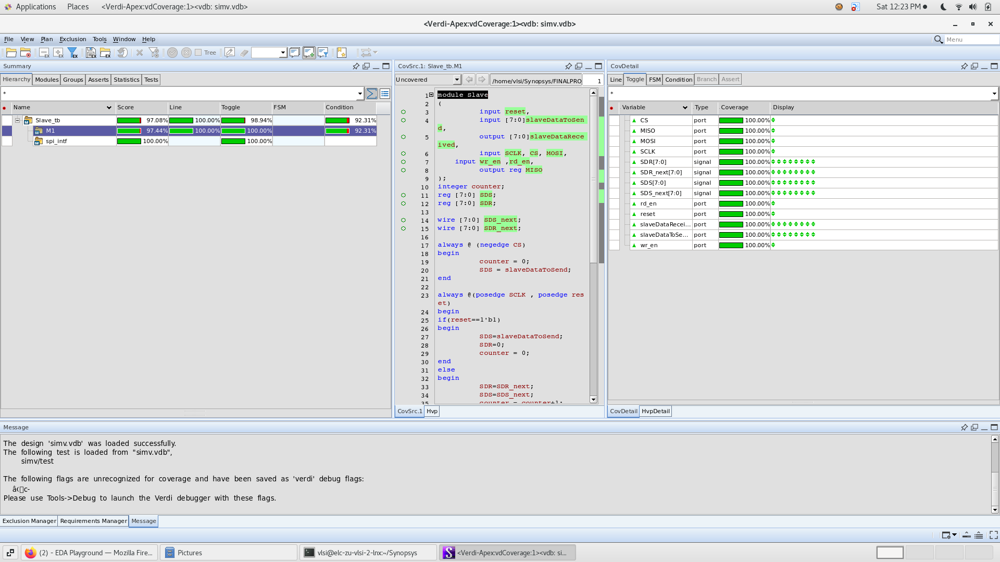 Applications Places <Verdi-Apex:vdCoverage:1><vdb: simv.vdb> Sat 12:23 PM
<Verdi-Apex:vdCoverage:1><vdb: simv.vdb>
File View Plan Exclusion Tools Window Help Menu
Tree
Summary
Hierarchy Modules Groups Asserts Statistics Tests
*
Name Score Line Toggle FSM Condition
Slave_tb 97.08% 100.00% 98.94% 92.31%
M1 97.44% 100.00% 100.00% 92.31%
spi_intf 100.00% 100.00%
CovSrc.1: Slave_tb.M1
Uncovered /home/vlsi/Synopsys/FINALPRO 1
1 module Slave
2 (
3 input reset,
4 input [7:0]slaveDataToSen
d,
5 output [7:0]slaveDataRece
ived,
6 input SCLK, CS, MOSI,
7 input wr_en ,rd_en,
8 output reg MISO
9 );
10 integer counter;
11 reg [7:0] SDS;
12 reg [7:0] SDR;
13
14 wire [7:0] SDS_next;
15 wire [7:0] SDR_next;
16
17 always @ (negedge CS)
18 begin
19 counter = 0;
20 SDS = slaveDataToSend;
21 end
22
23 always @(posedge SCLK , posedge res
et)
24 begin
25 if(reset==1'b1)
26 begin
27 SDS=slaveDataToSend;
28 SDR=0;
29 counter = 0;
30 end
31 else
32 begin
33 SDR=SDR_next;
34 SDS=SDS_next;
35 counter = counter+1;
CovSrc.1 Hvp
CovDetail
Line Toggle FSM Condition Branch Assert
*
Variable Type Coverage Display
CS port 100.00%
MISO port 100.00%
MOSI port 100.00%
SCLK port 100.00%
SDR[7:0] signal 100.00%
SDR_next[7:0] signal 100.00%
SDS[7:0] signal 100.00%
SDS_next[7:0] signal 100.00%
rd_en port 100.00%
reset port 100.00%
slaveDataRecei... port 100.00%
slaveDataToSe... port 100.00%
wr_en port 100.00%
CovDetail HvpDetail
Message
The design 'simv.vdb' was loaded successfully.
The following test is loaded from "simv.vdb",
simv/test
The following flags are unrecognized for coverage and have been saved as 'verdi' debug flags:
Please use Tools->Debug to launch the Verdi debugger with these flags.
Exclusion Manager Requirements Manager Message
(2) - EDA Playground — Mozilla Fire... Pictures vlsi@elc-zu-vlsi-2-lnx:~/Synopsys <Verdi-Apex:vdCoverage:1><vdb: si...